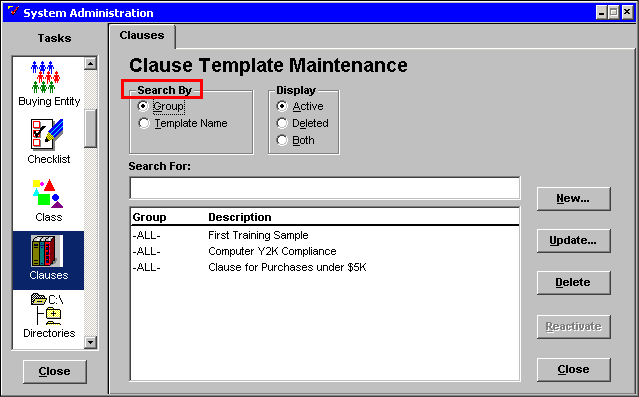 System Administration
Tasks
Buying Entity
Checklist
Class
Clauses
C:\
Directories
Close
Clauses
Clause Template Maintenance
Search By
Group
Template Name
Display
Active
Deleted
Both
Search For:
Group Description
-ALL- First Training Sample
-ALL- Computer Y2K Compliance
-ALL- Clause for Purchases under $5K
New...
Update...
Delete
Reactivate
Close